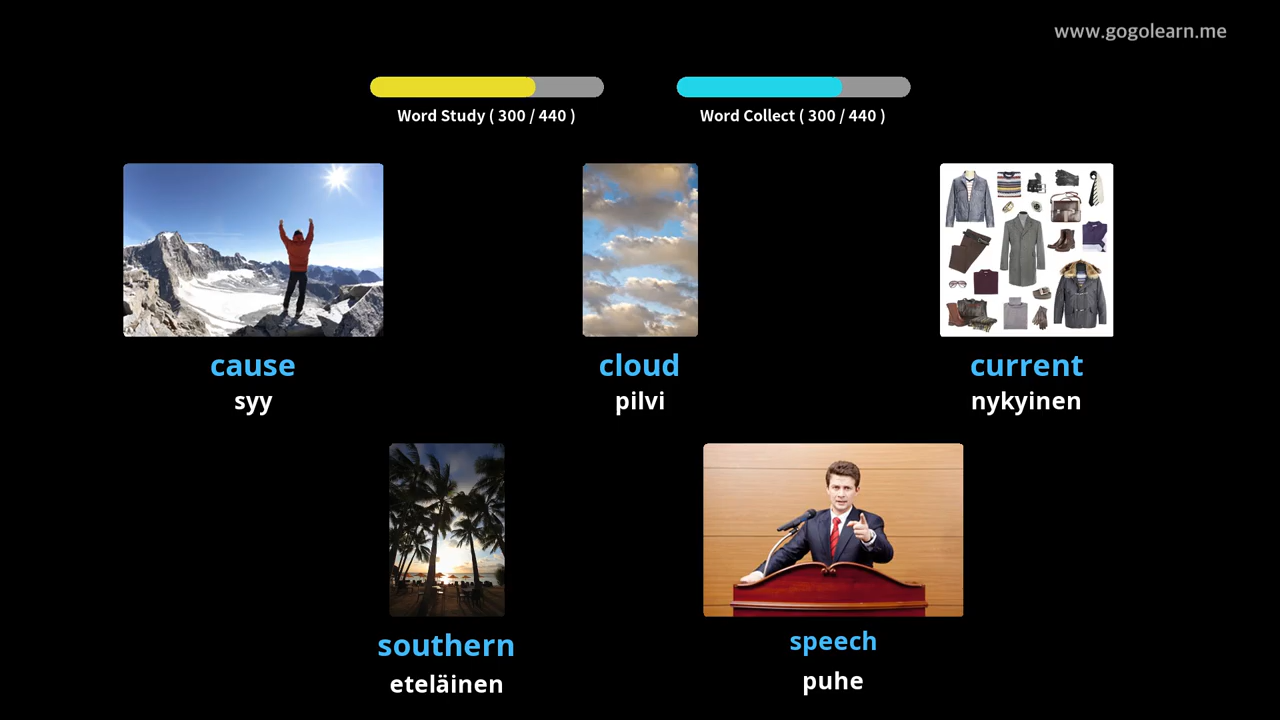 www.gogolearn.me
Word Study ( 300 / 440 )
Word Collect ( 300 / 440 )
cause
syy
cloud
pilvi
current
nykyinen
southern
eteläinen
speech
puhe